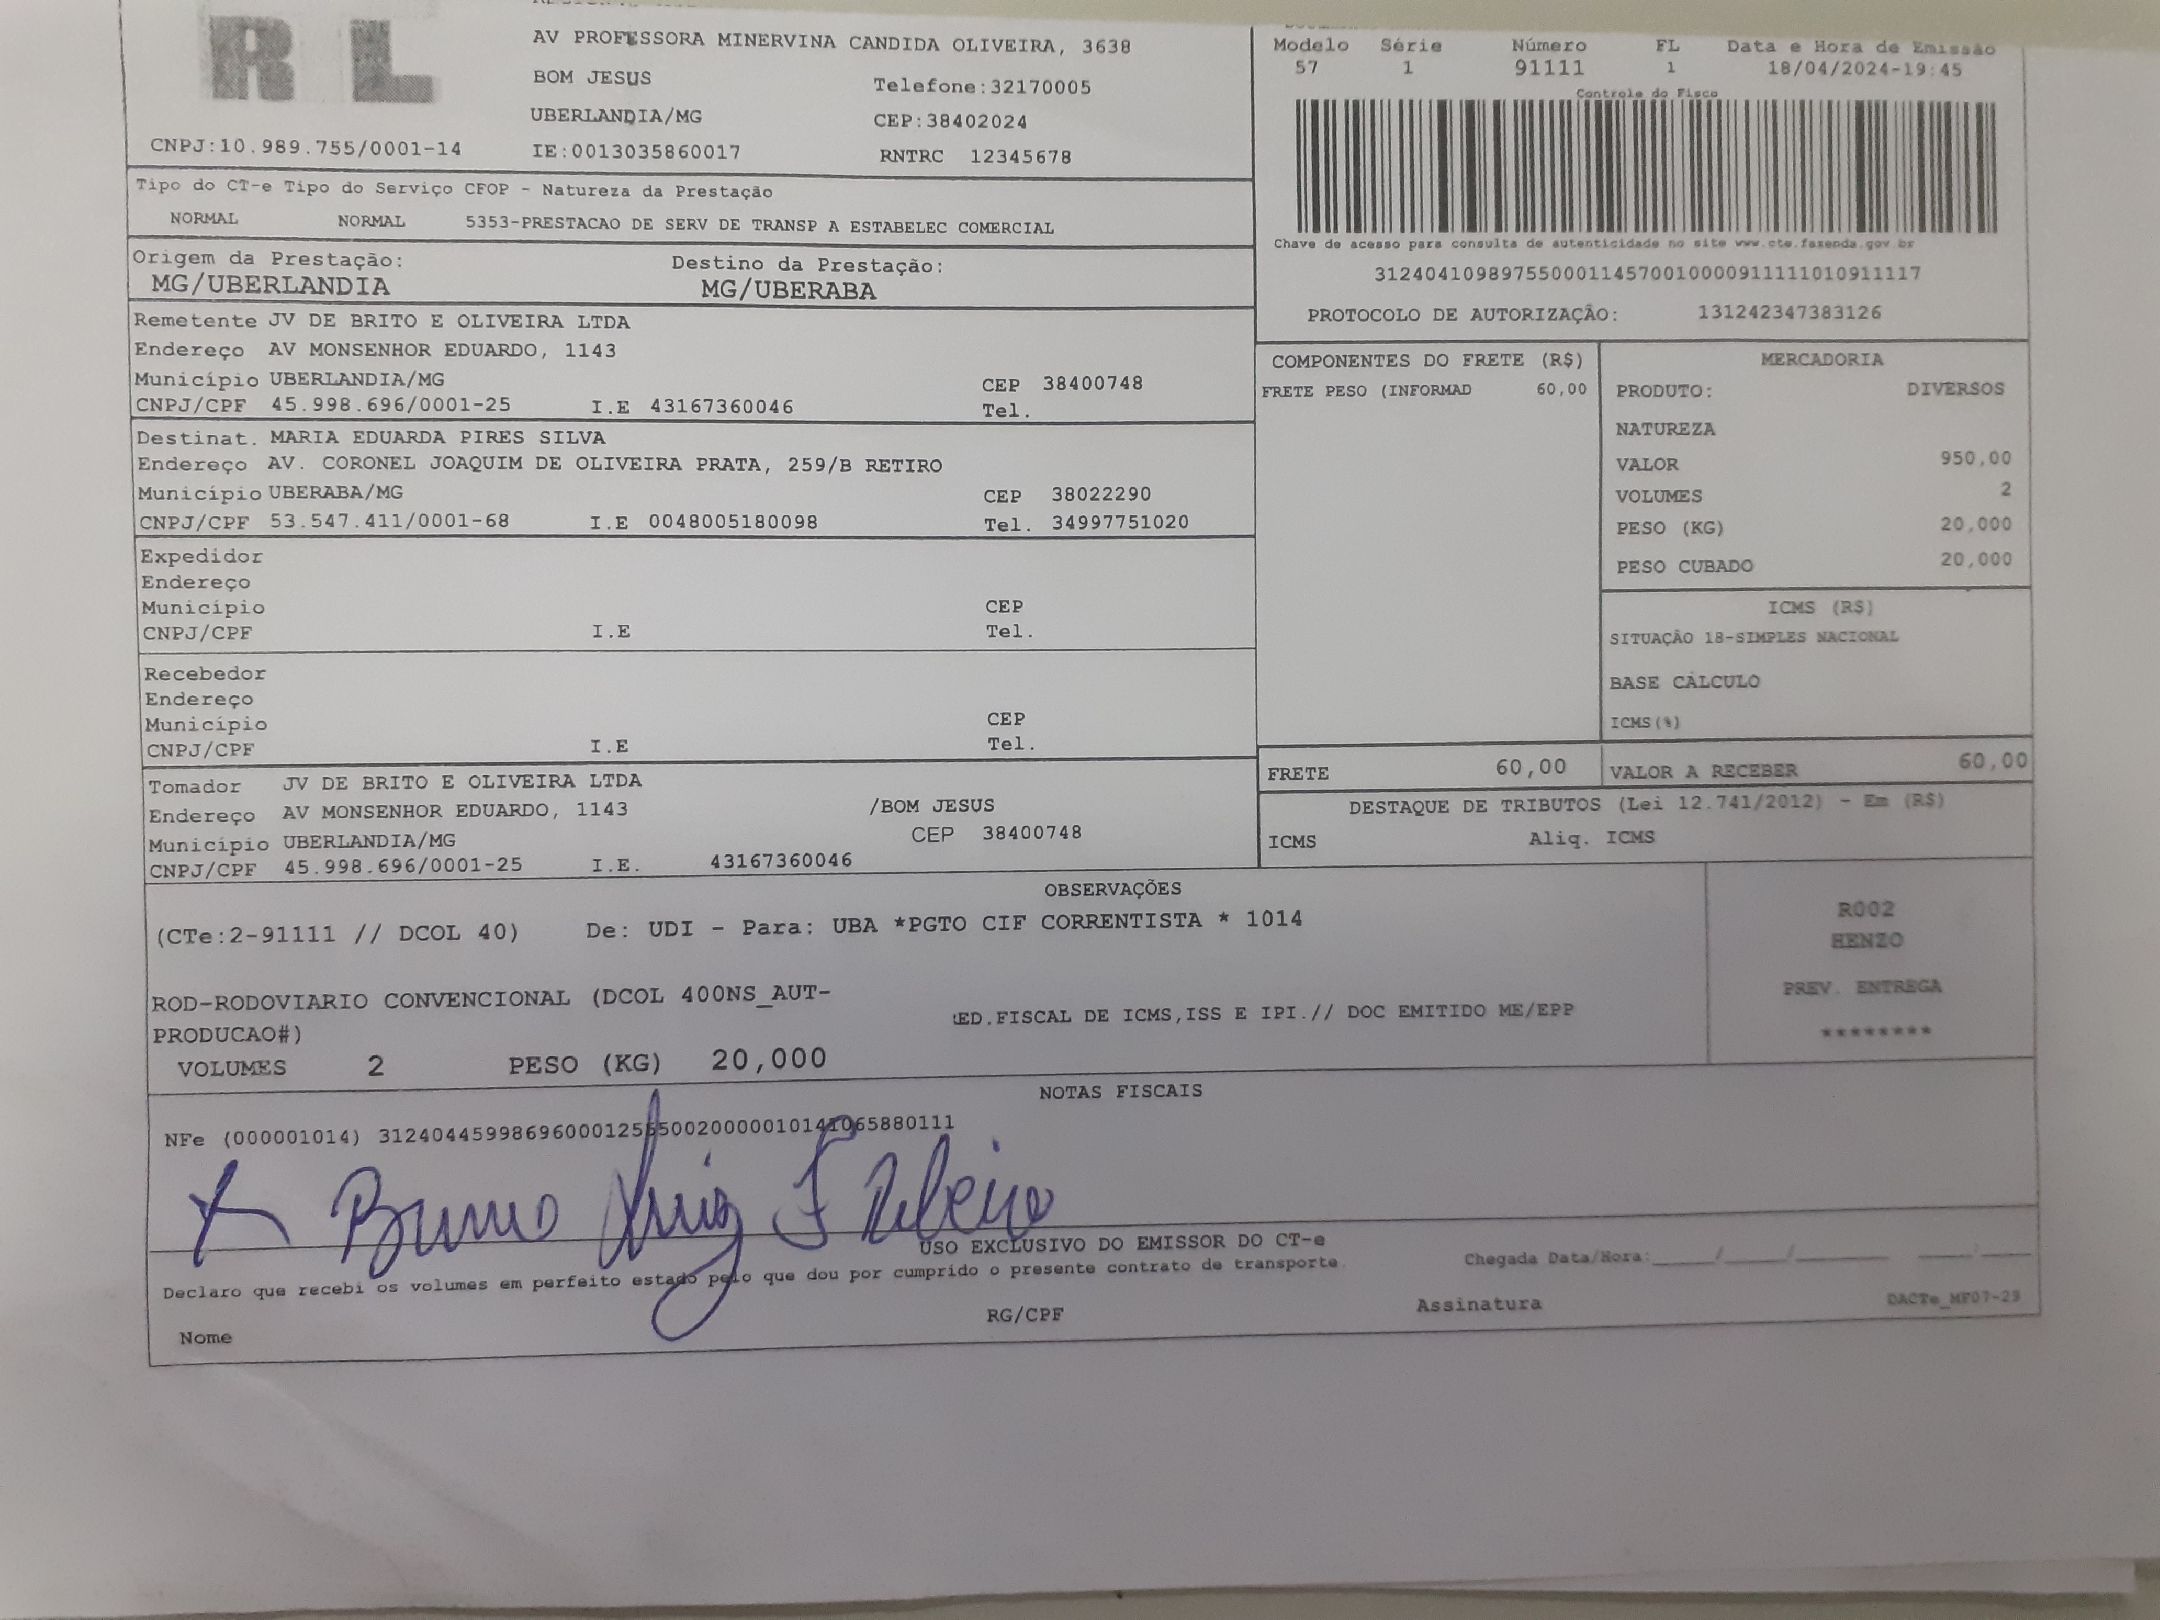 R L
AV PROFESSORA MINERVINA CANDIDA OLIVEIRA, 3638
BOM JESUS
Telefone:32170005
UBERLANDIA/MG
CEP:38402024
CNPJ:10.989.755/0001-14
IE:0013035860017
RNTRC 12345678
Modelo Série Número FL Data e Hora de Emissão
57 1 91111 1 18/04/2024-19:45
Controle do Fisco
Chave de acesso para consulta de autenticidade no site www.cte.fazenda.gov.br
31240410989755000114570010000911111010911117
PROTOCOLO DE AUTORIZAÇÃO: 131242347383126
Tipo do CT-e Tipo do Serviço CFOP - Natureza da Prestação
NORMAL NORMAL 5353-PRESTACAO DE SERV DE TRANSP A ESTABELEC COMERCIAL
Origem da Prestação: Destino da Prestação:
MG/UBERLANDIA MG/UBERABA
Remetente JV DE BRITO E OLIVEIRA LTDA
Endereço AV MONSENHOR EDUARDO, 1143
Município UBERLANDIA/MG CEP 38400748
CNPJ/CPF 45.998.696/0001-25 I.E 43167360046 Tel.
Destinat. MARIA EDUARDA PIRES SILVA
Endereço AV. CORONEL JOAQUIM DE OLIVEIRA PRATA, 259/B RETIRO
Município UBERABA/MG CEP 38022290
CNPJ/CPF 53.547.411/0001-68 I.E 0048005180098 Tel. 34997751020
Expedidor
Endereço
Município CEP
CNPJ/CPF I.E Tel.
Recebedor
Endereço
Município CEP
CNPJ/CPF I.E Tel.
Tomador JV DE BRITO E OLIVEIRA LTDA
Endereço AV MONSENHOR EDUARDO, 1143 /BOM JESUS
Município UBERLANDIA/MG CEP 38400748
CNPJ/CPF 45.998.696/0001-25 I.E. 43167360046
COMPONENTES DO FRETE (R$)
FRETE PESO (INFORMAD 60,00
MERCADORIA
PRODUTO: DIVERSOS
NATUREZA
VALOR 950,00
VOLUMES 2
PESO (KG) 20,000
PESO CUBADO 20,000
ICMS (R$)
SITUAÇÃO 18-SIMPLES NACIONAL
BASE CÁLCULO
ICMS(%)
FRETE 60,00 VALOR A RECEBER 60,00
DESTAQUE DE TRIBUTOS (Lei 12.741/2012) - Em (R$)
ICMS Aliq. ICMS
OBSERVAÇÕES
(CTe:2-91111 // DCOL 40) De: UDI - Para: UBA *PGTO CIF CORRENTISTA * 1014
ROD-RODOVIARIO CONVENCIONAL (DCOL 400NS_AUT-
PRODUCAO#)
ED.FISCAL DE ICMS,ISS E IPI.// DOC EMITIDO ME/EPP
VOLUMES 2 PESO (KG) 20,000
R002
HENZO
PREV. ENTREGA
********
NOTAS FISCAIS
NFe (000001014) 31240445998696000125550020000010141065880111
Bruno Luiz F Ribeiro
USO EXCLUSIVO DO EMISSOR DO CT-e
Declaro que recebi os volumes em perfeito estado pelo que dou por cumprido o presente contrato de transporte.
Chegada Data/Hora:_____/_____/________ _____:_____
Nome RG/CPF Assinatura DACTe_MF07-29